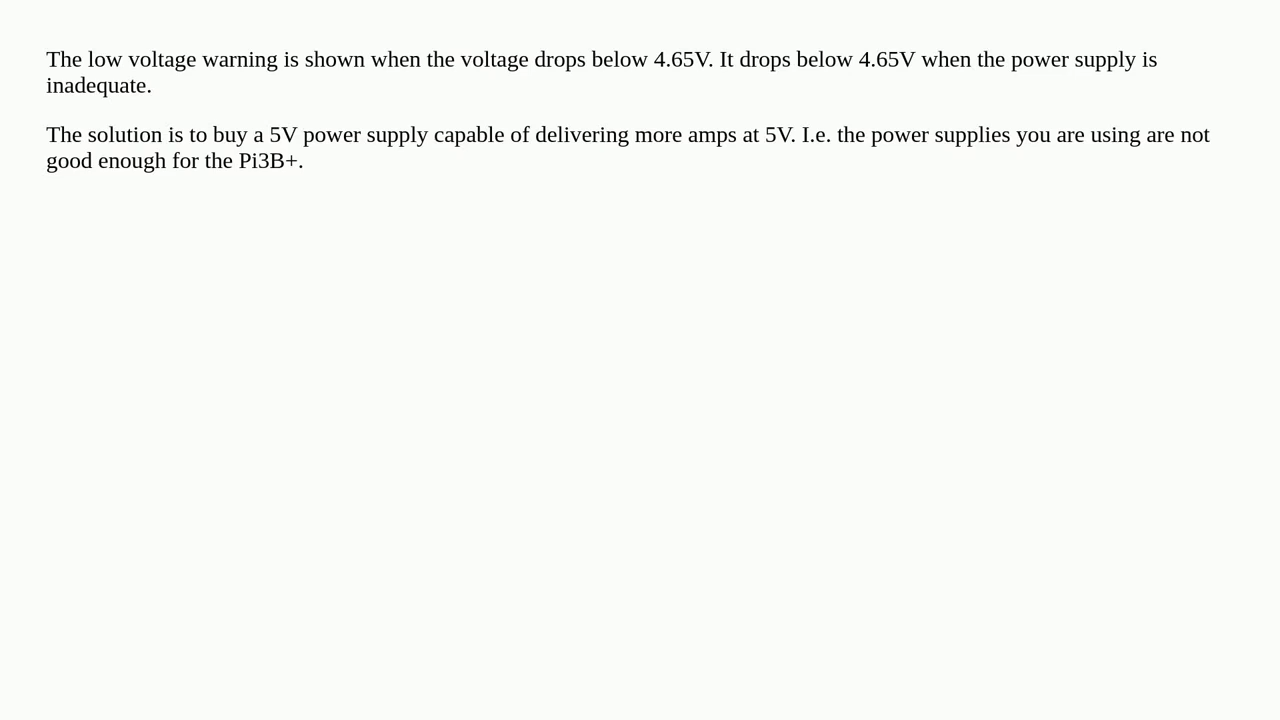 The low voltage warning is shown when the voltage drops below 4.65V. It drops below 4.65V when the power supply is
inadequate.
The solution is to buy a 5V power supply capable of delivering more amps at 5V. I.e. the power supplies you are using are not
good enough for the Pi3B+.